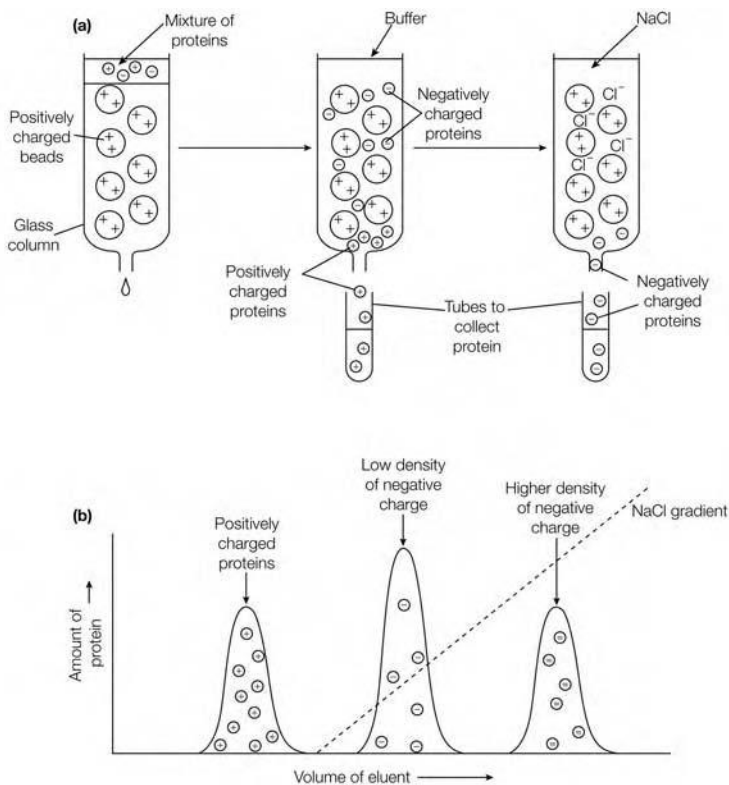 (a)
Mixture of
proteins
Buffer
NaCl
Positively
charged
beads
Negatively
charged
proteins
Cl⁻
Cl⁻
Cl⁻
Cl⁻
Glass
column
Positively
charged proteins
Tubes to
collect
protein
Negatively
charged
proteins
(b)
Positively
charged
proteins
Low density
of negative
charge
Higher density
of negative
charge
NaCl gradient
Amount of
protein
Volume of eluent